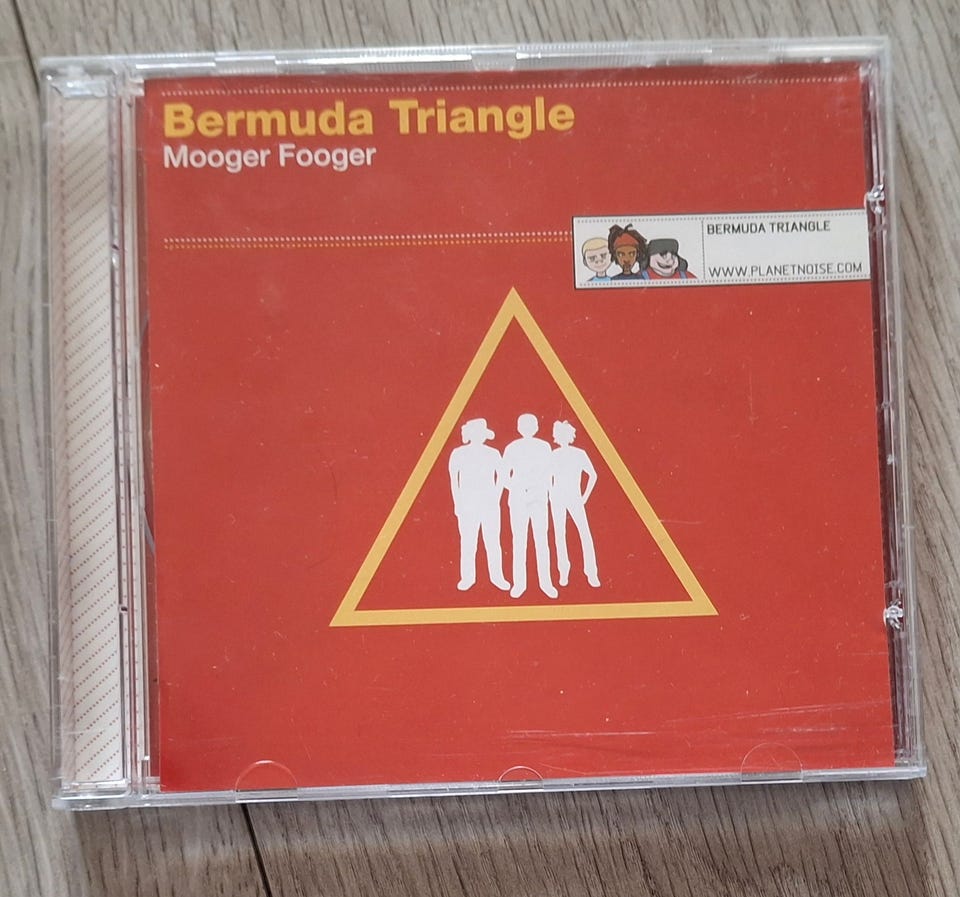 Bermuda Triangle
Mooger Fooger
BERMUDA TRIANGLE
WWW.PLANETNOISE.COM